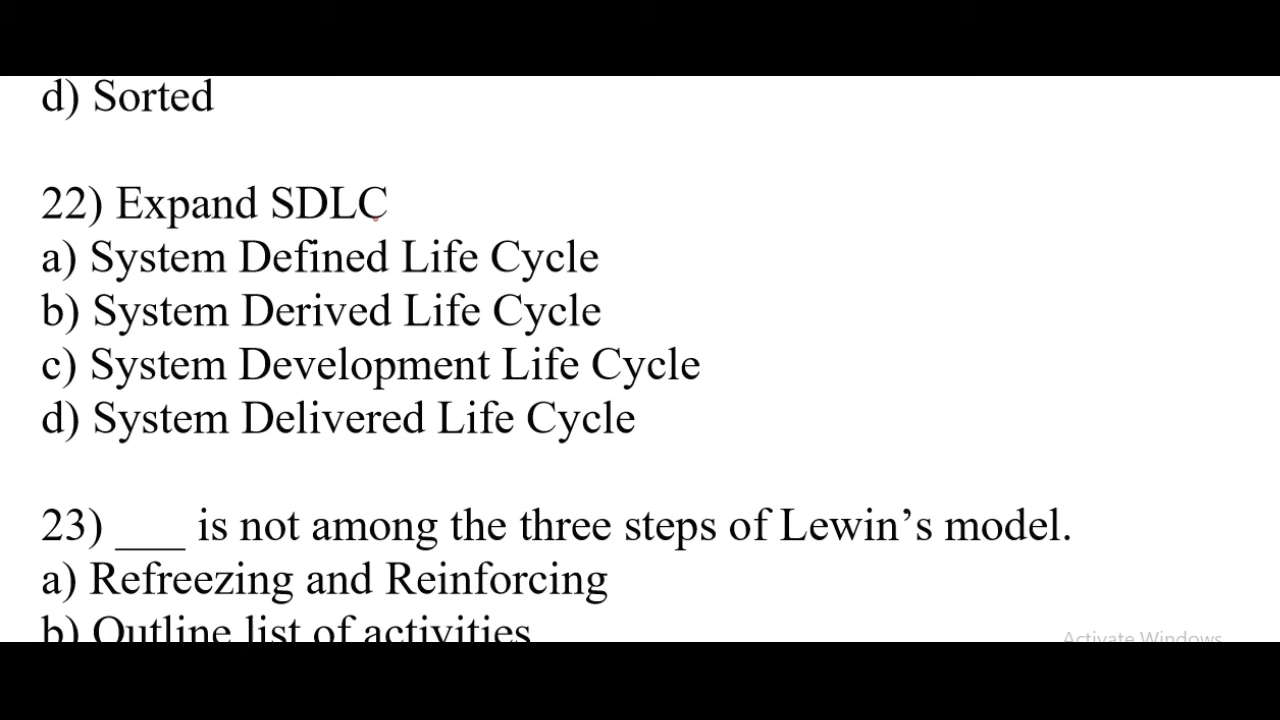 d) Sorted
22) Expand SDLC
a) System Defined Life Cycle
b) System Derived Life Cycle
c) System Development Life Cycle
d) System Delivered Life Cycle
23) ___ is not among the three steps of Lewin’s model.
a) Refreezing and Reinforcing
b) Outline list of activities
Activate Windows